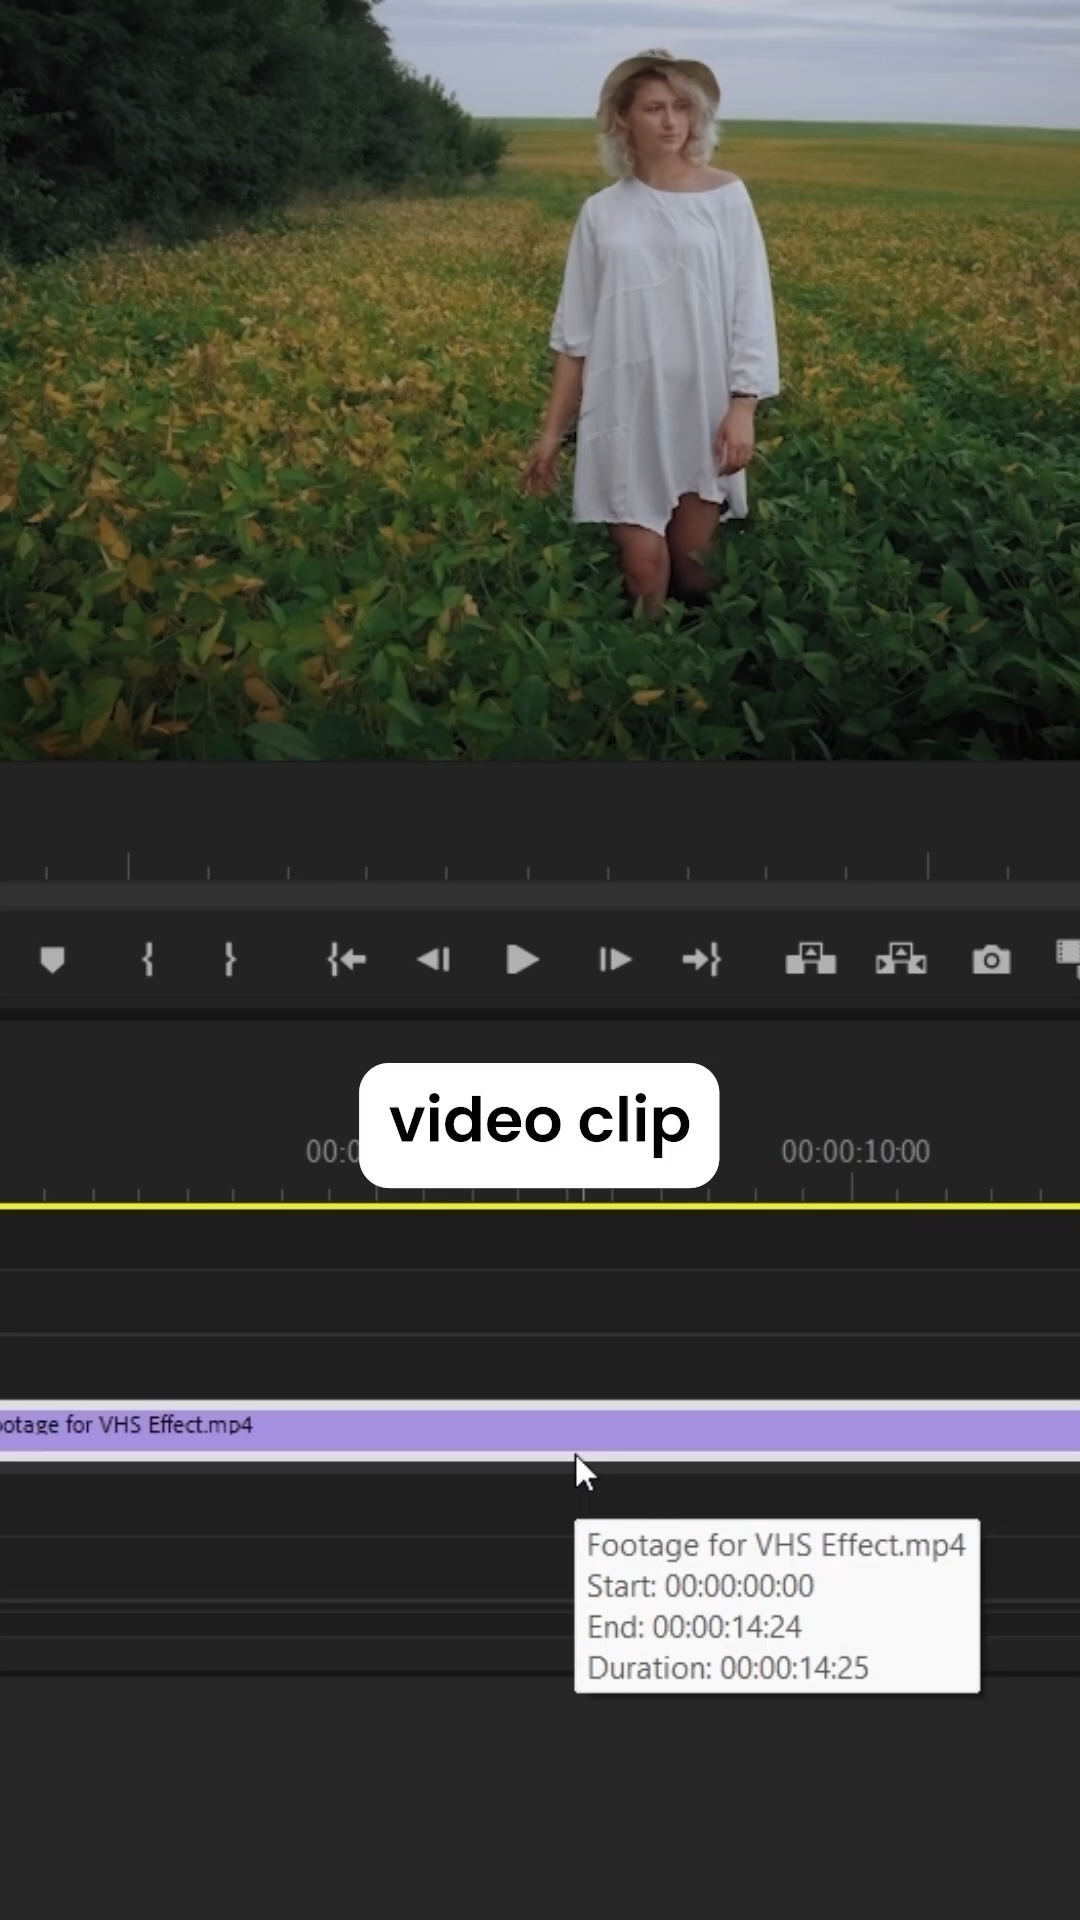 video clip
00:00:10:00
ootage for VHS Effect.mp4
Footage for VHS Effect.mp4
Start: 00:00:00:00
End: 00:00:14:24
Duration: 00:00:14:25